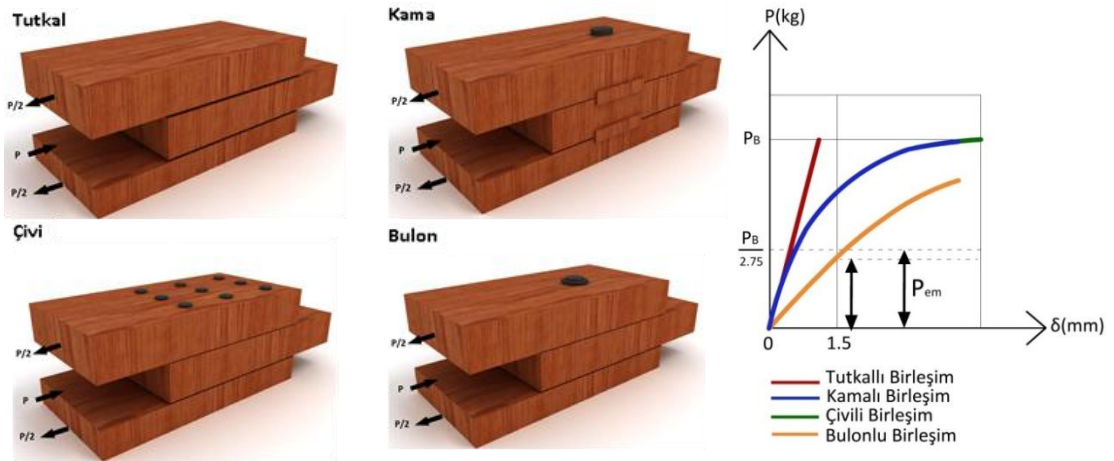 Tutkal
P/2
P
P/2
Kama
P/2
P
P/2
Çivi
P/2
P
P/2
Bulon
P/2
P
P/2
P(kg)
PB
PB
2.75
Pem
0
1.5
δ(mm)
Tutkallı Birleşim
Kamalı Birleşim
Çivili Birleşim
Bulonlu Birleşim